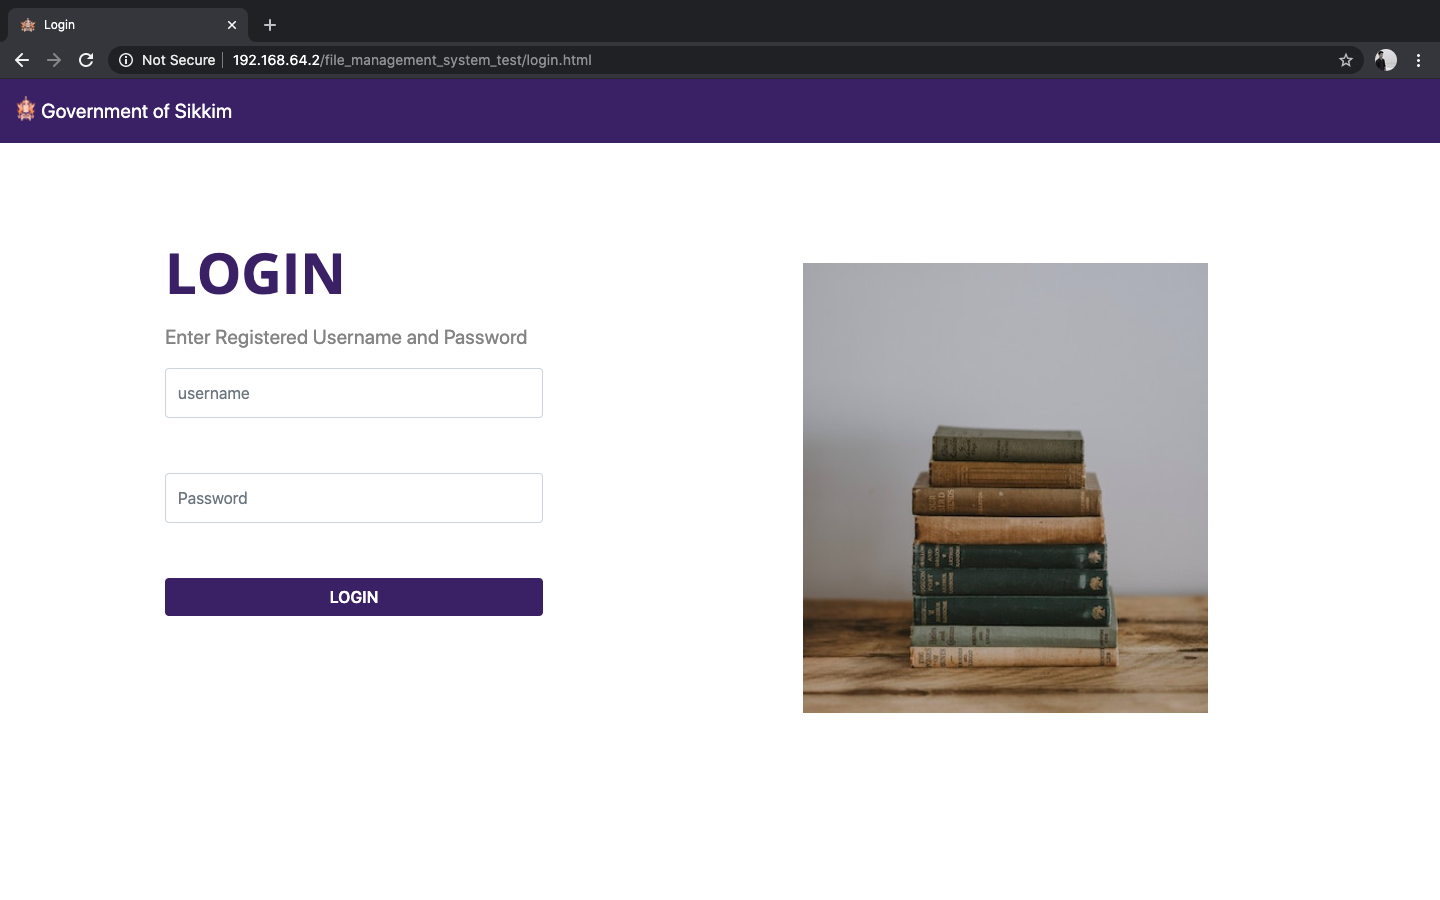 Login
Not Secure
192.168.64.2/file_management_system_test/login.html
Government of Sikkim
LOGIN
Enter Registered Username and Password
username
Password
LOGIN